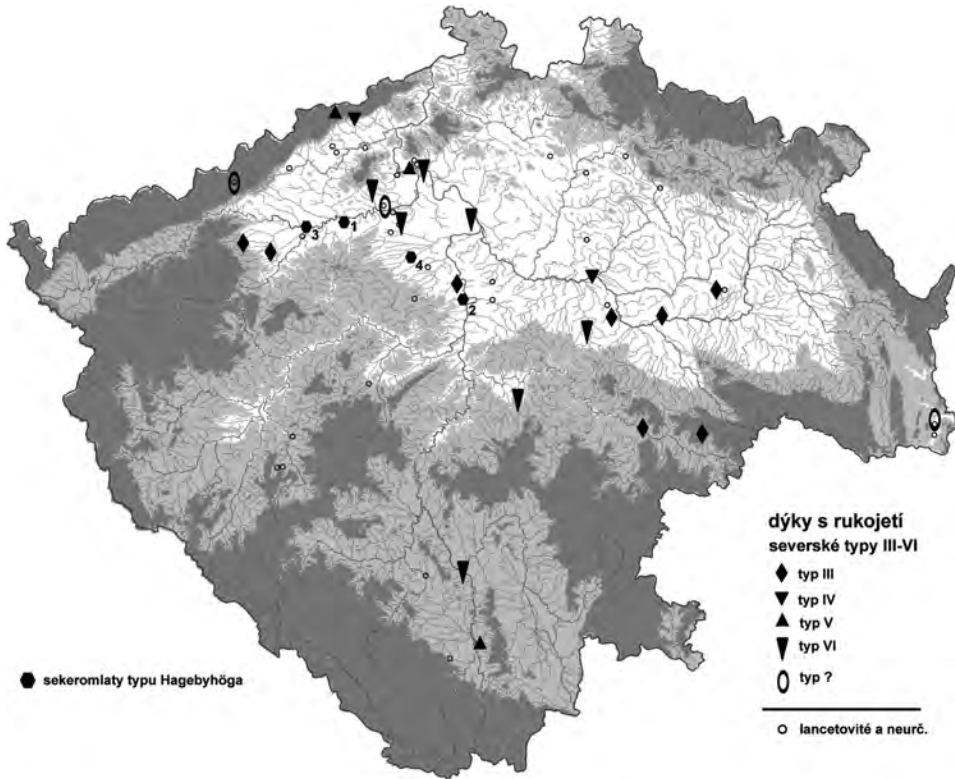 3
1
4
2
dýky s rukojetí
severské typy III-VI
typ III
typ IV
typ V
typ VI
typ ?
lancetovité a neurč.
sekeromlaty typu Hagebyhöga